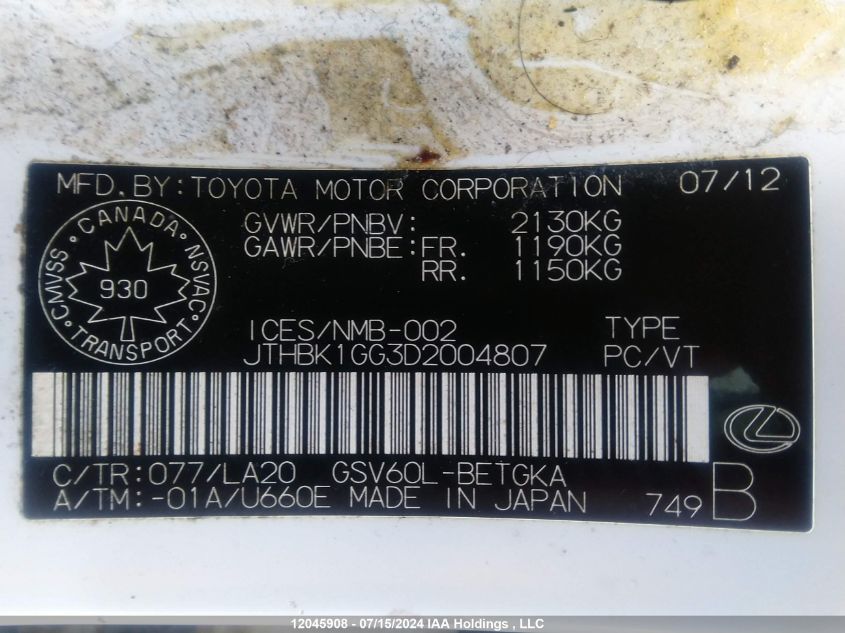 MFD. BY: TOYOTA MOTOR CORPORATION 07/12
GVWR/PNBV: 2130KG
GAWR/PNBE: FR. 1190KG
RR. 1150KG
CANADA
CMVSS
NSVAC
930
TRANSPORT
ICES/NMB-002 TYPE
JTHBK1GG3D2004807 PC/VT
C/TR: 077/LA20 GSV60L-BETGKA
A/TM: -01A/U660E MADE IN JAPAN 749 B
12045908 - 07/15/2024 IAA Holdings , LLC